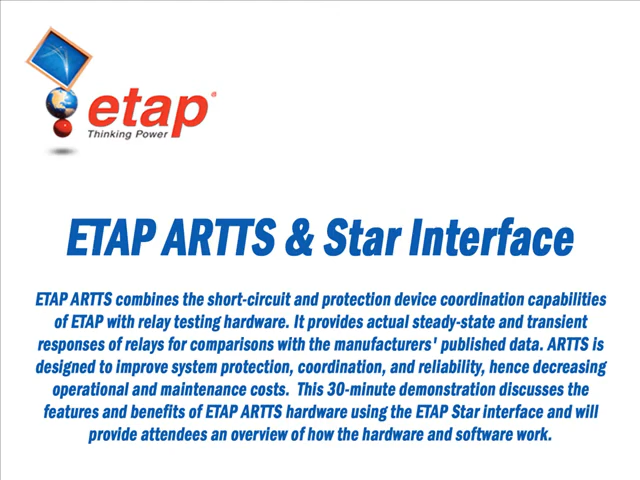 etap®
Thinking Power
ETAP ARTTS & Star Interface
ETAP ARTTS combines the short-circuit and protection device coordination capabilities
of ETAP with relay testing hardware. It provides actual steady-state and transient
responses of relays for comparisons with the manufacturers' published data. ARTTS is
designed to improve system protection, coordination, and reliability, hence decreasing
operational and maintenance costs.  This 30-minute demonstration discusses the
features and benefits of ETAP ARTTS hardware using the ETAP Star interface and will
provide attendees an overview of how the hardware and software work.